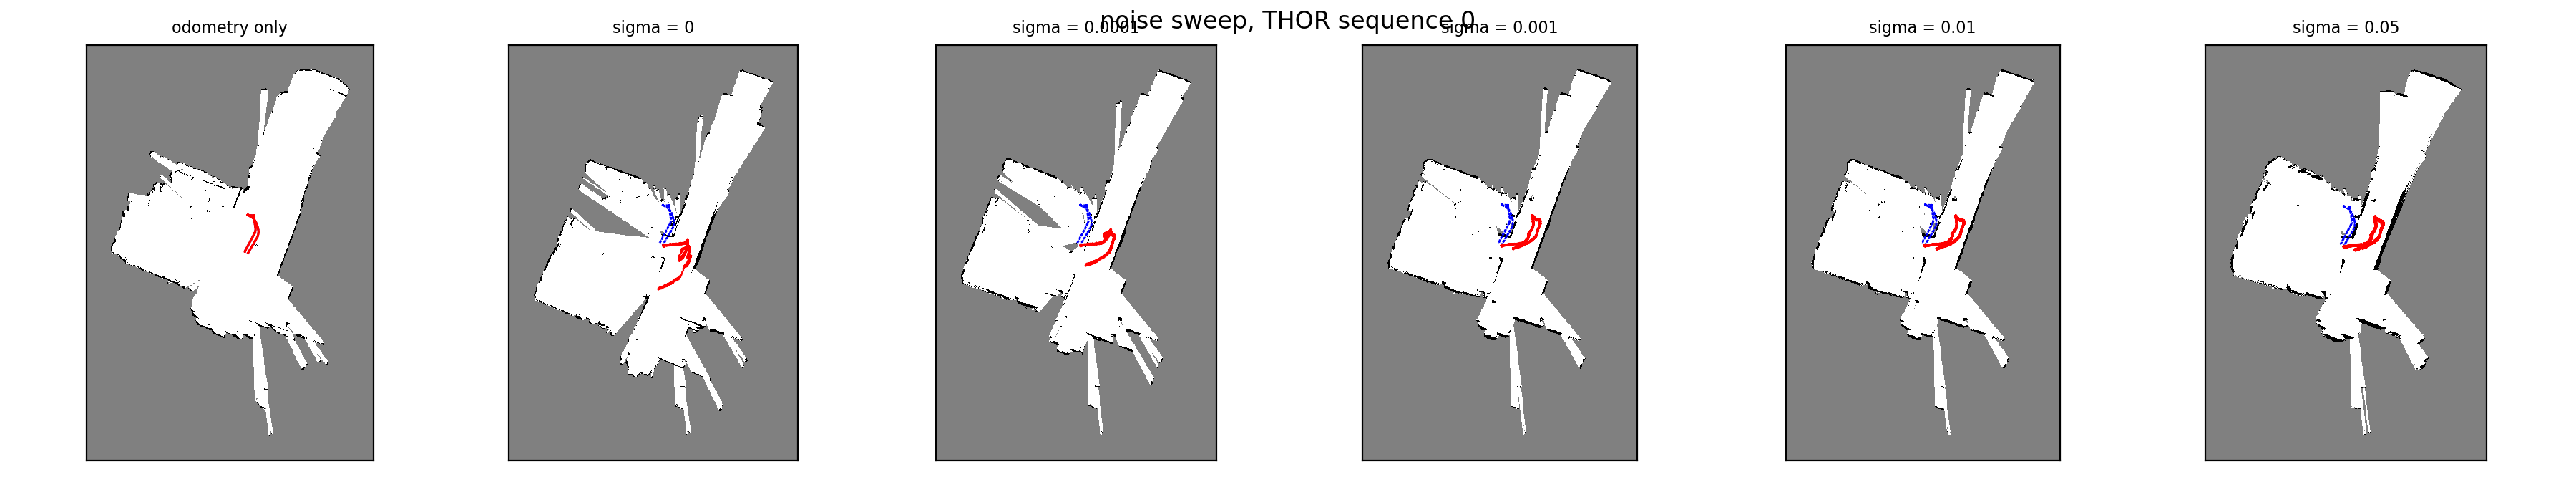 noise sweep, THOR sequence 0
odometry only
sigma = 0
sigma = 0.0001
sigma = 0.001
sigma = 0.01
sigma = 0.05